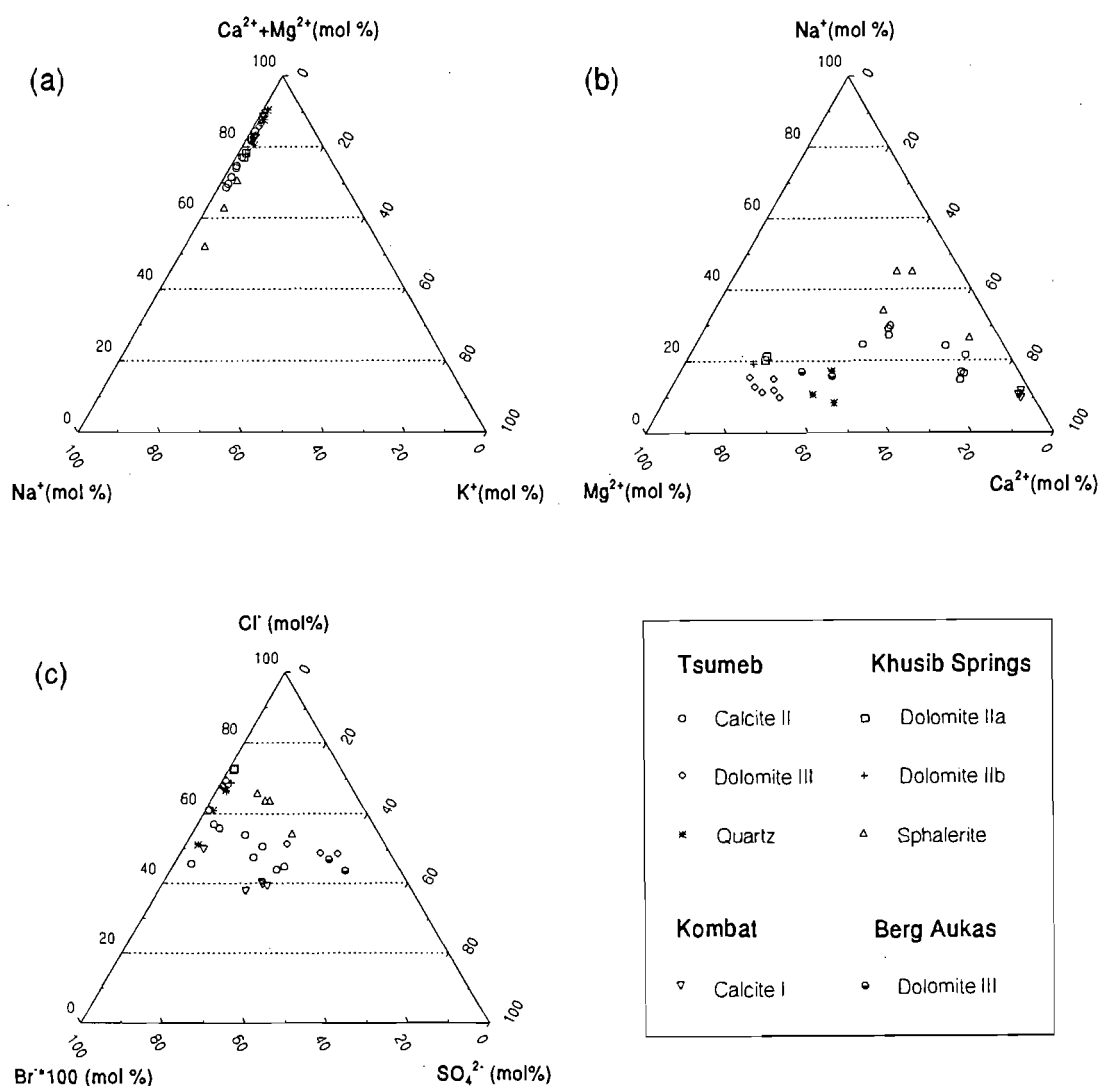 (a)
Ca²⁺+Mg²⁺(mol %)
100 0
80 20
60 40
40 60
20 80
0 100
100 80 60 40 20 0
Na⁺(mol %) K⁺(mol %)
(b)
Na⁺(mol %)
100 0
80 20
60 40
40 60
20 80
0 100
100 80 60 40 20 0
Mg²⁺(mol %) Ca²⁺(mol %)
(c)
Cl⁻ (mol%)
100 0
80 20
60 40
40 60
20 80
0 100
100 80 60 40 20 0
Br⁻*100 (mol %) SO₄²⁻ (mol%)
Tsumeb Khusib Springs
Calcite II Dolomite IIa
Dolomite III Dolomite IIb
Quartz Sphalerite
Kombat Berg Aukas
Calcite I Dolomite III